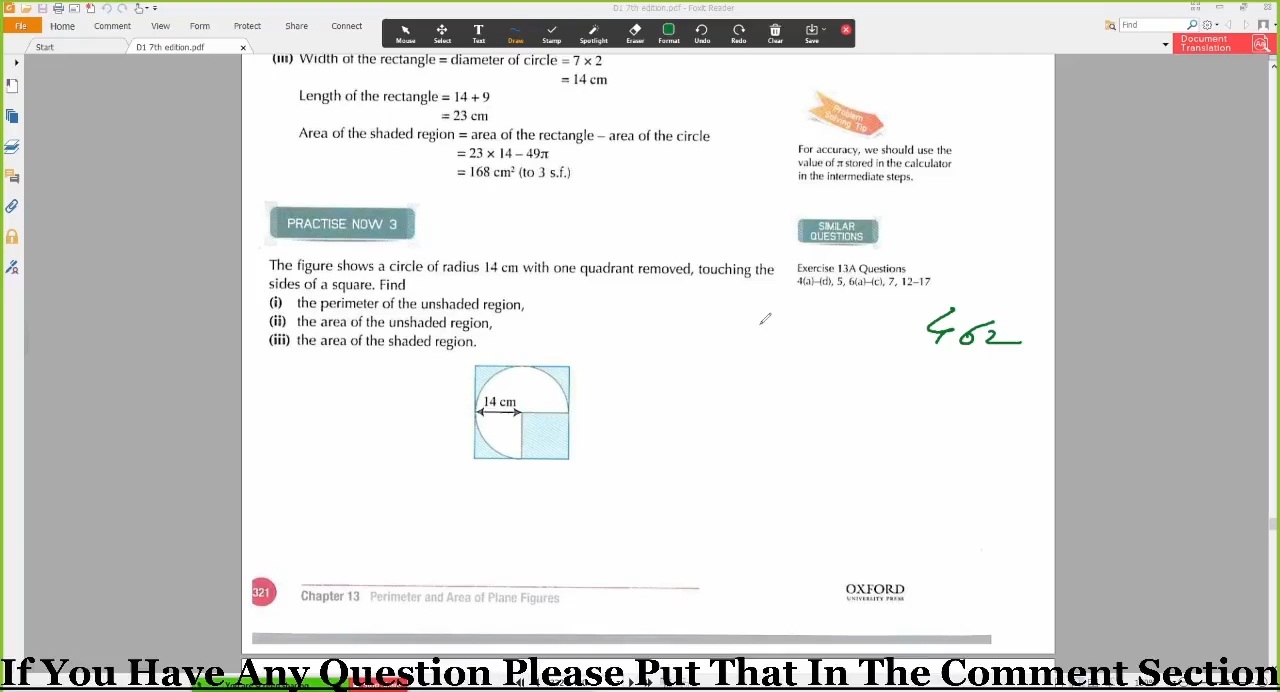 D1 7th edition.pdf - Foxit Reader
File Home Comment View Form Protect Share Connect
Mouse Select Text Draw Stamp Spotlight Eraser Format Undo Redo Clear Save
Find
Start D1 7th edition.pdf
Document Translation
(iii) Width of the rectangle = diameter of circle = 7 × 2
= 14 cm
Length of the rectangle = 14 + 9
= 23 cm
Area of the shaded region = area of the rectangle – area of the circle
= 23 × 14 – 49π
= 168 cm² (to 3 s.f.)
Problem Solving Tip
For accuracy, we should use the
value of π stored in the calculator
in the intermediate steps.
PRACTISE NOW 3
SIMILAR
QUESTIONS
The figure shows a circle of radius 14 cm with one quadrant removed, touching the
sides of a square. Find
(i) the perimeter of the unshaded region,
(ii) the area of the unshaded region,
(iii) the area of the shaded region.
Exercise 13A Questions
4(a)–(d), 5, 6(a)–(c), 7, 12–17
462
14 cm
321 Chapter 13 Perimeter and Area of Plane Figures
OXFORD
UNIVERSITY PRESS
If You Have Any Question Please Put That In The Comment Section